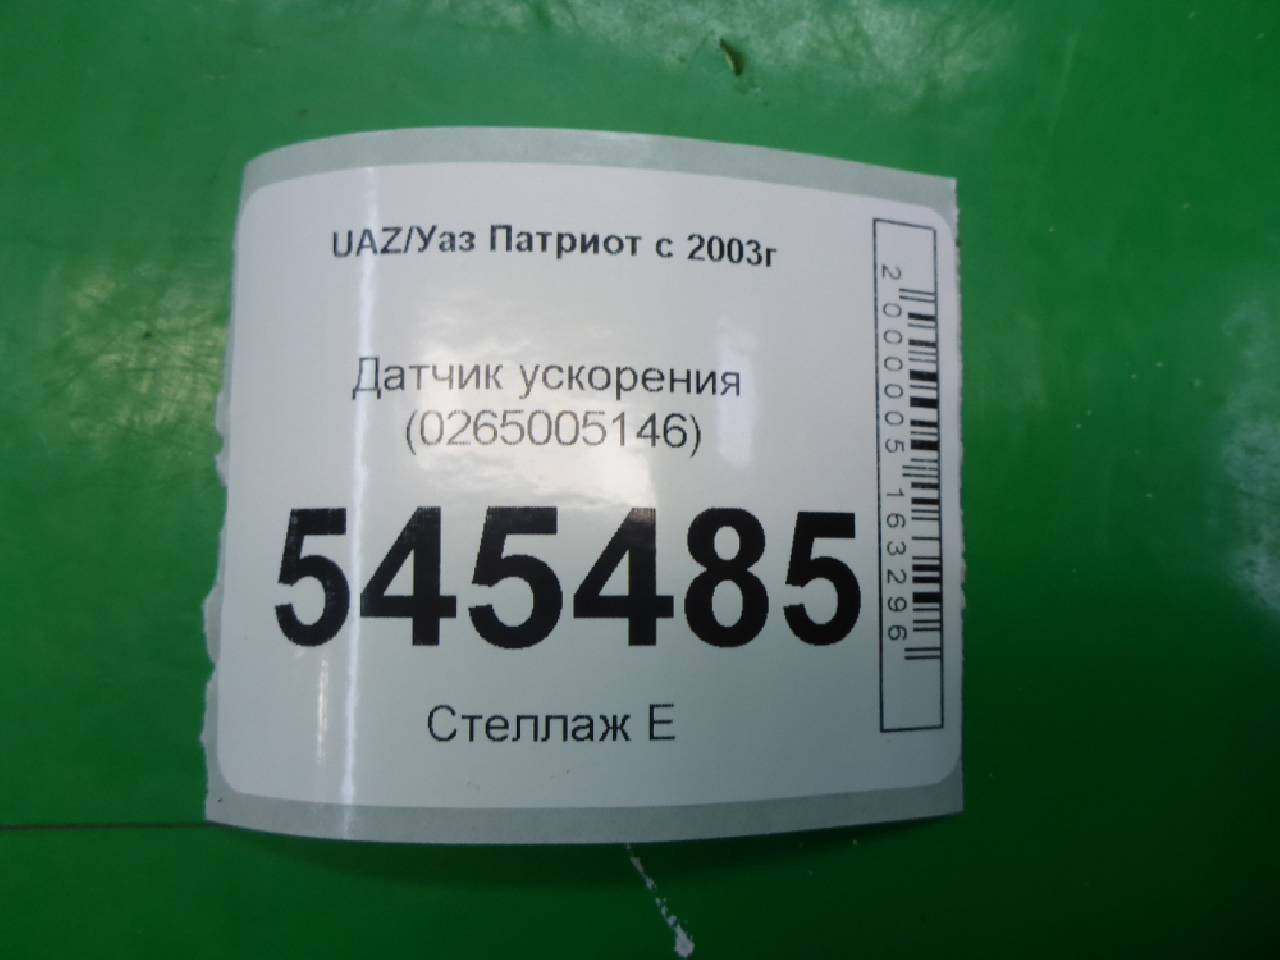 UAZ/Уаз Патриот с 2003г
Датчик ускорения
(0265005146)
545485
Стеллаж Е
2000005163296